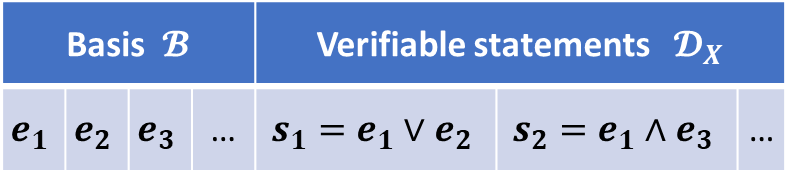 Basis 𝓑 Verifiable statements 𝓓_X
e₁ e₂ e₃ ... s₁ = e₁ ∨ e₂ s₂ = e₁ ∧ e₃ ...